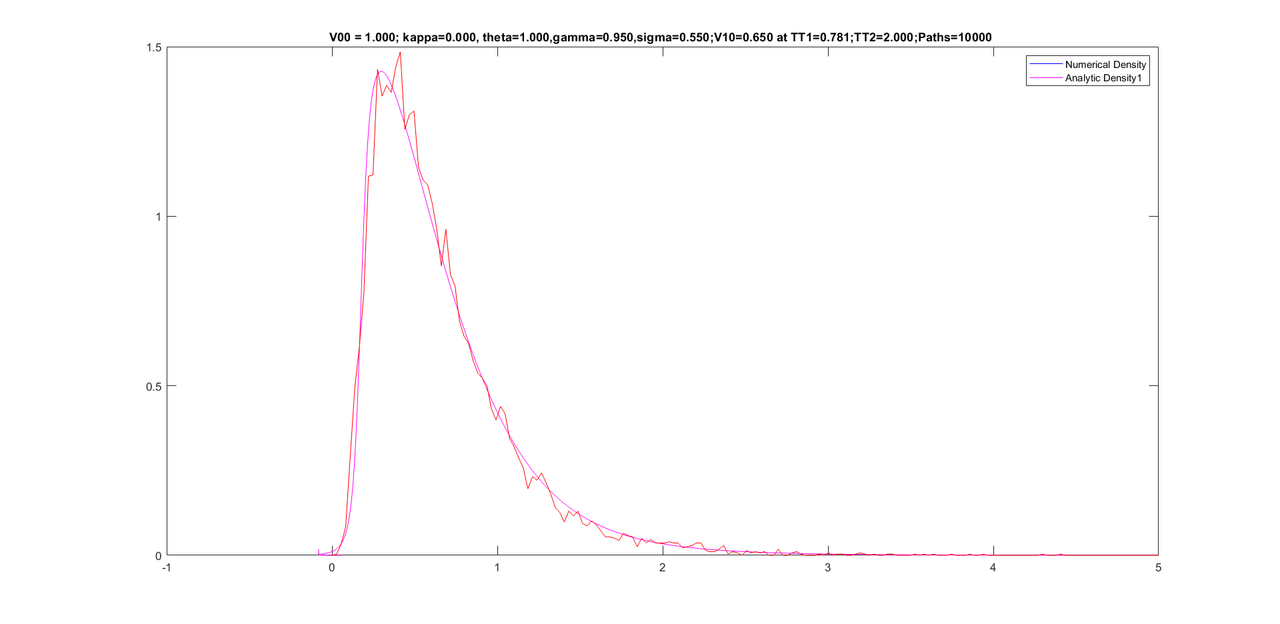 V00 = 1.000; kappa=0.000, theta=1.000,gamma=0.950,sigma=0.550;V10=0.650 at TT1=0.781;TT2=2.000;Paths=10000
Numerical Density
Analytic Density1
1.5
1
0.5
0
-1 0 1 2 3 4 5